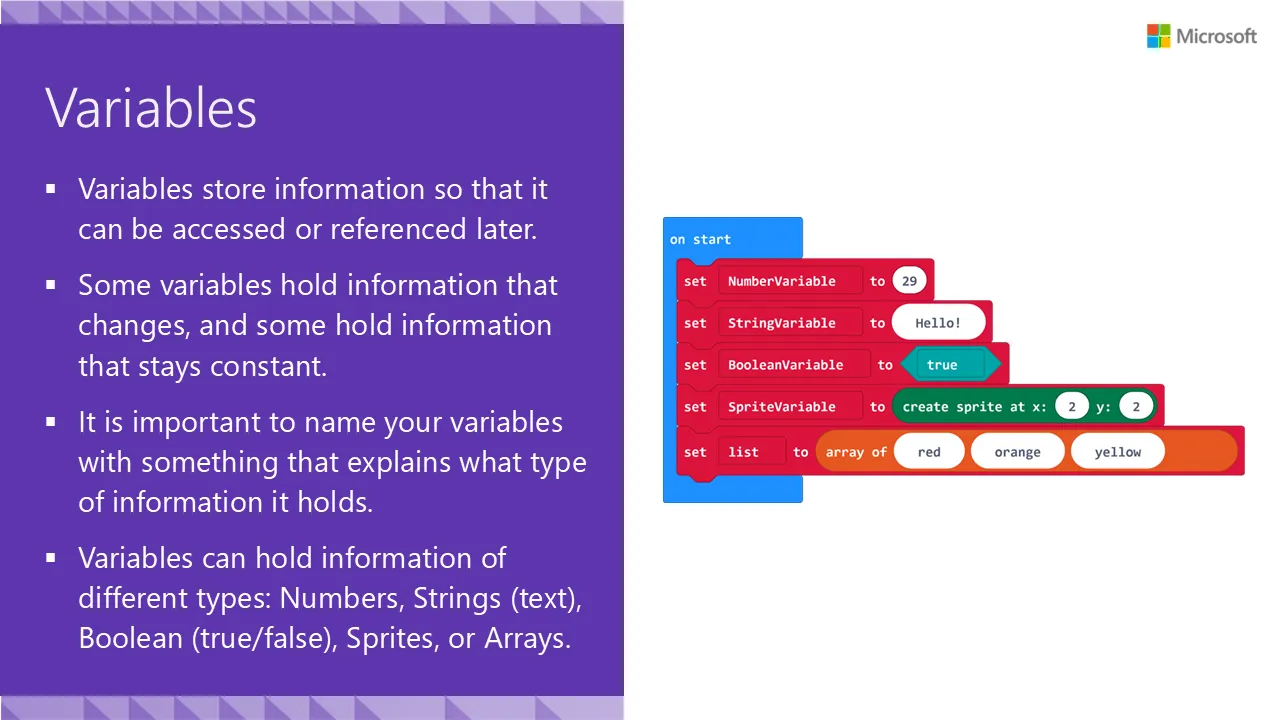 Microsoft
Variables
▪ Variables store information so that it
can be accessed or referenced later.
▪ Some variables hold information that
changes, and some hold information
that stays constant.
▪ It is important to name your variables
with something that explains what type
of information it holds.
▪ Variables can hold information of
different types: Numbers, Strings (text),
Boolean (true/false), Sprites, or Arrays.
on start
set NumberVariable to 29
set StringVariable to Hello!
set BooleanVariable to true
set SpriteVariable to create sprite at x: 2 y: 2
set list to array of red orange yellow